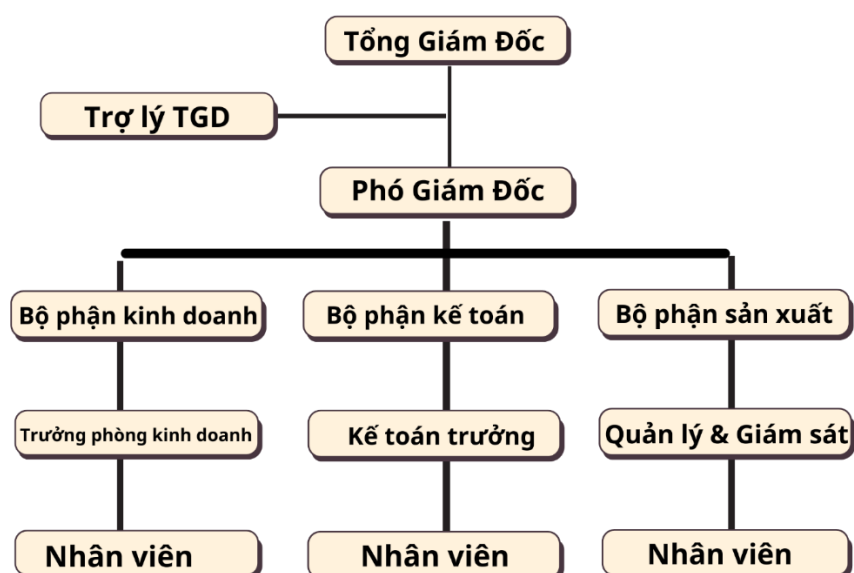 Tổng Giám Đốc
Trợ lý TGD
Phó Giám Đốc
Bộ phận kinh doanh
Bộ phận kế toán
Bộ phận sản xuất
Trưởng phòng kinh doanh
Kế toán trưởng
Quản lý & Giám sát
Nhân viên
Nhân viên
Nhân viên